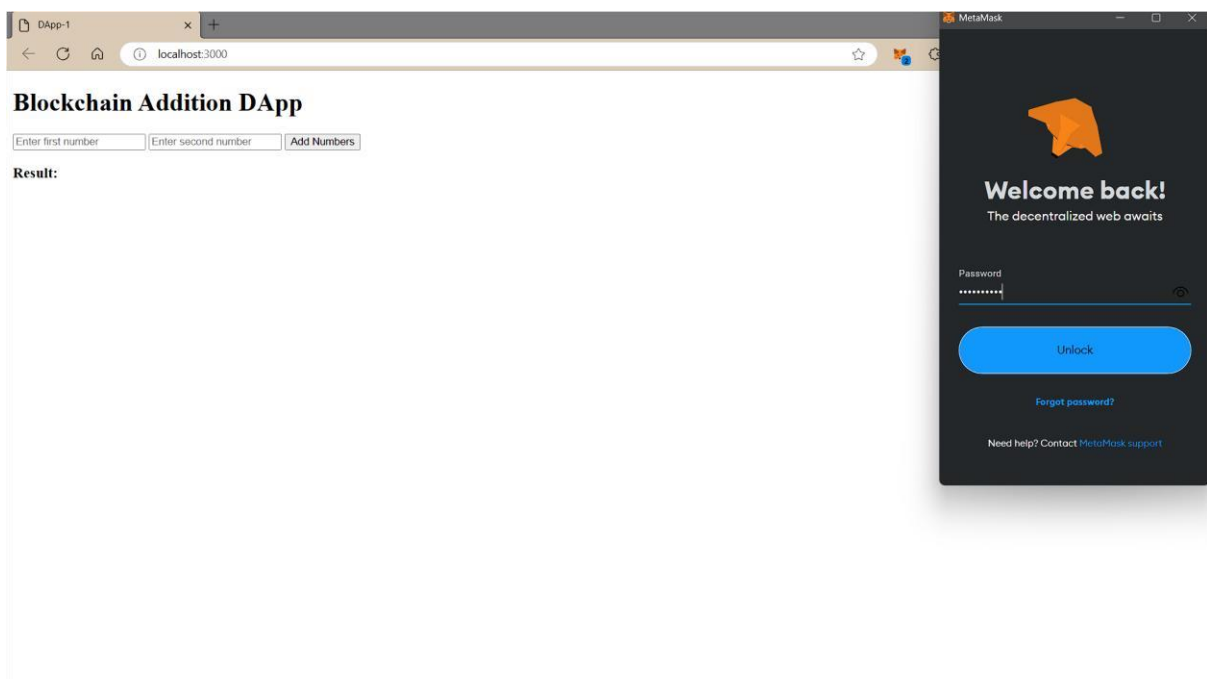 DApp-1
localhost:3000
2
Blockchain Addition DApp
Enter first number Enter second number Add Numbers
Result:
MetaMask
Welcome back!
The decentralized web awaits
Password
••••••••••
Unlock
Forgot password?
Need help? Contact MetaMask support